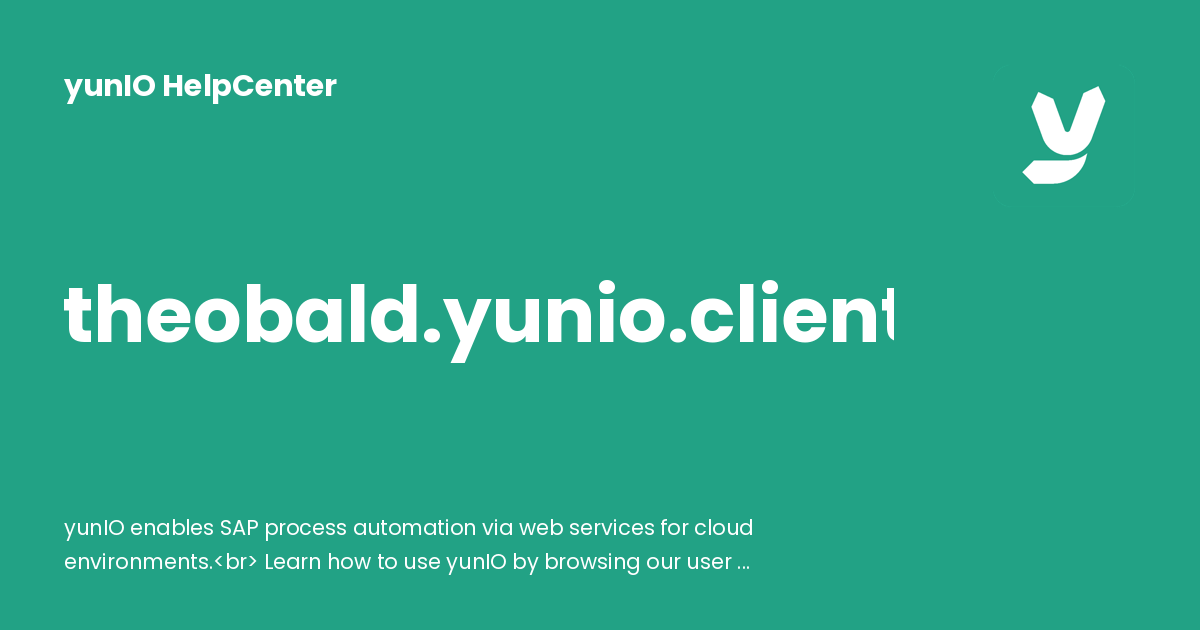 yunIO HelpCenter
theobald.yunio.client
yunIO enables SAP process automation via web services for cloud
environments.<br> Learn how to use yunIO by browsing our user ...